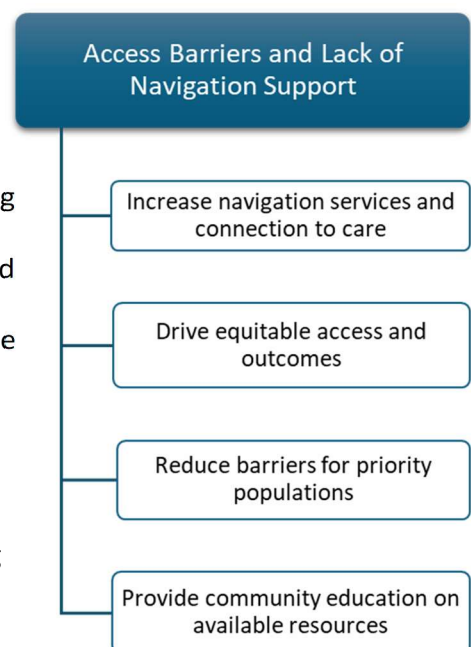 Access Barriers and Lack of
Navigation Support
Increase navigation services and
connection to care
Drive equitable access and
outcomes
Reduce barriers for priority
populations
Provide community education on
available resources